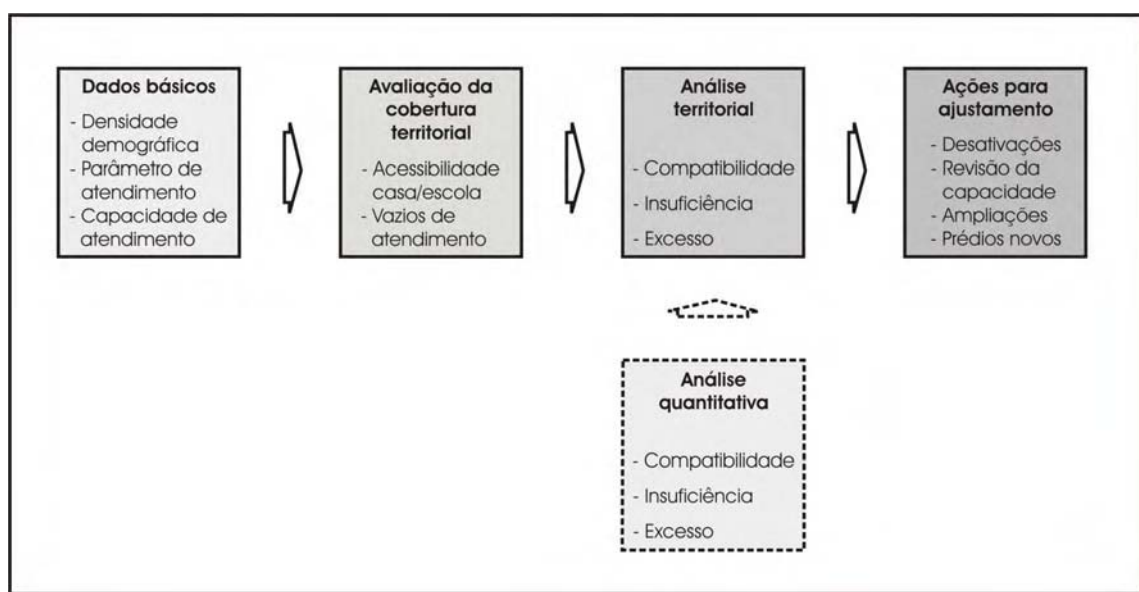 Dados básicos
- Densidade
demográfica
- Parâmetro de
atendimento
- Capacidade de
atendimento
Avaliação da
cobertura
territorial
- Acessibilidade
casa/escola
- Vazios de
atendimento
Análise
territorial
- Compatibilidade
- Insuficiência
- Excesso
Ações para
ajustamento
- Desativações
- Revisão da
capacidade
- Ampliações
- Prédios novos
Análise
quantitativa
- Compatibilidade
- Insuficiência
- Excesso